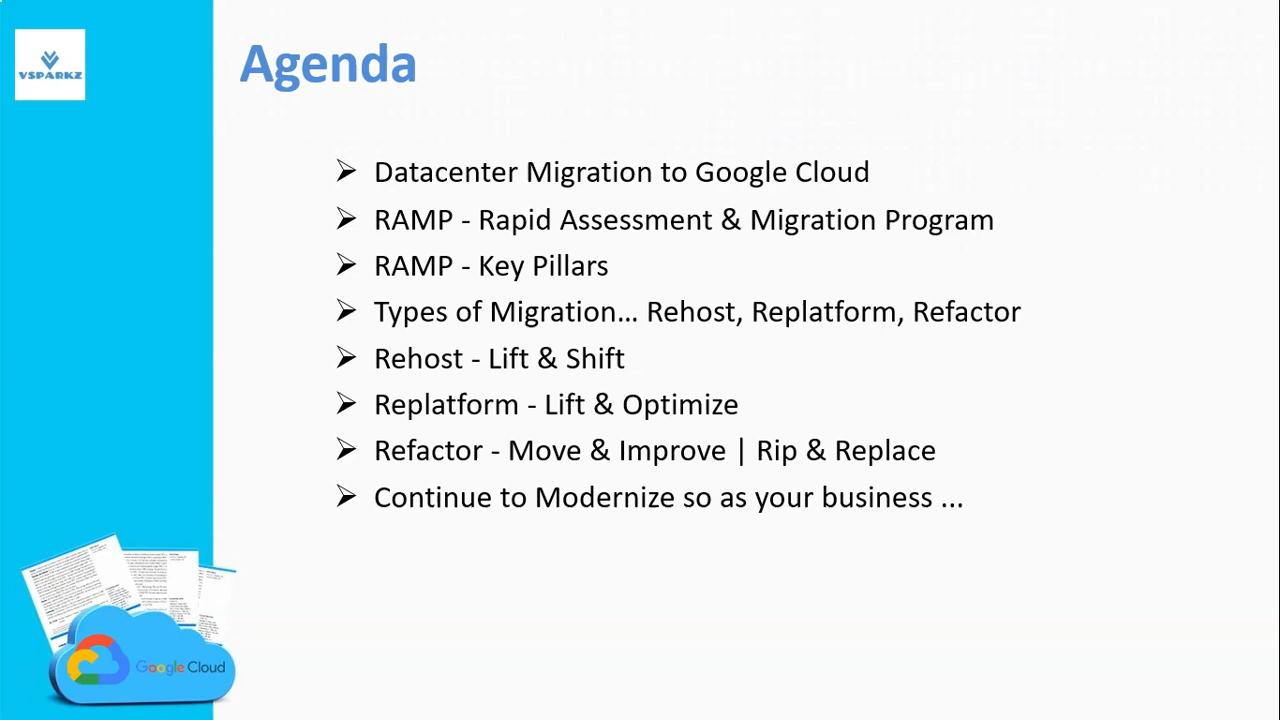 VSPARKZ
Agenda
Datacenter Migration to Google Cloud
RAMP - Rapid Assessment & Migration Program
RAMP - Key Pillars
Types of Migration... Rehost, Replatform, Refactor
Rehost - Lift & Shift
Replatform - Lift & Optimize
Refactor - Move & Improve | Rip & Replace
Continue to Modernize so as your business ...
Google Cloud